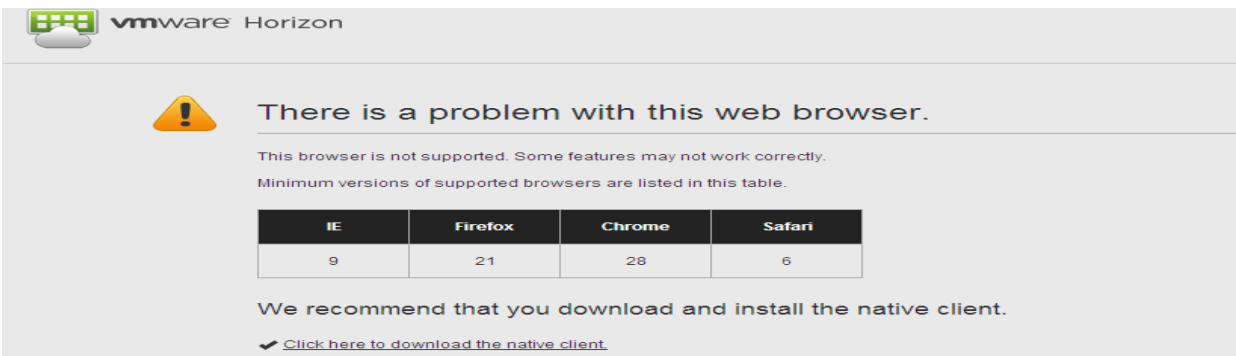 vmware Horizon
There is a problem with this web browser.
This browser is not supported. Some features may not work correctly.
Minimum versions of supported browsers are listed in this table.
IE Firefox Chrome Safari
9 21 28 6
We recommend that you download and install the native client.
Click here to download the native client.